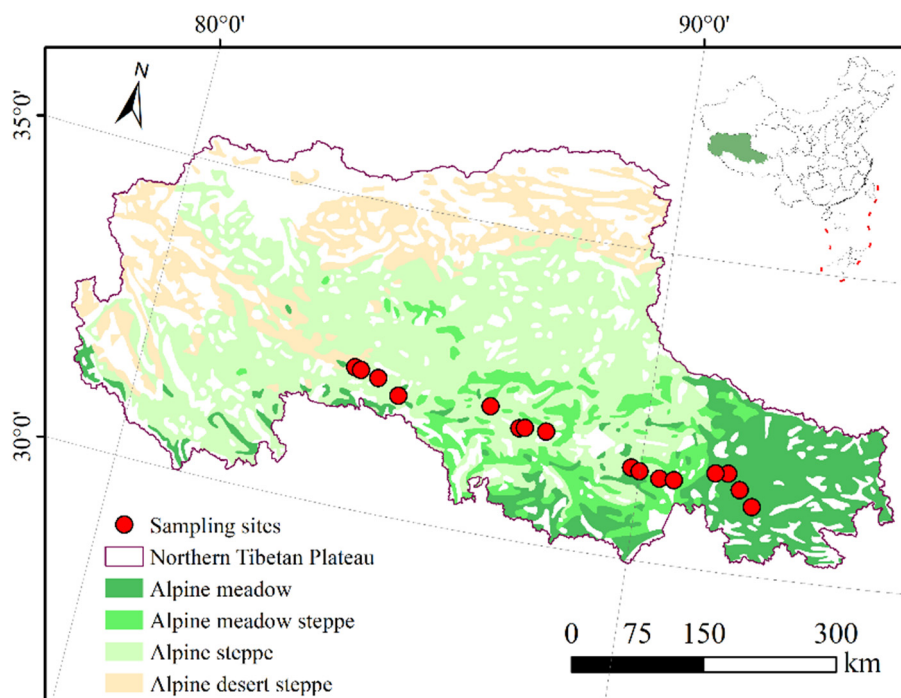 80°0'
90°0'
N
35°0'
30°0'
Sampling sites
Northern Tibetan Plateau
Alpine meadow
Alpine meadow steppe
Alpine steppe
Alpine desert steppe
0 75 150 300
km